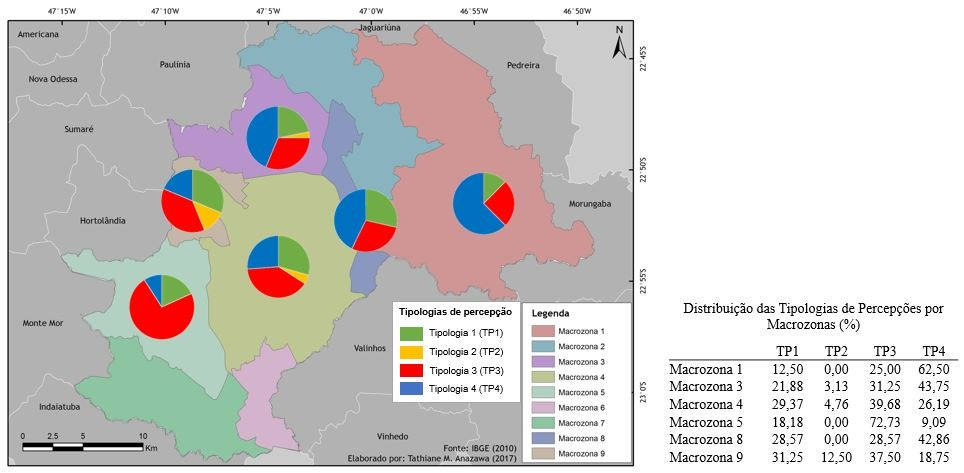 47°15'W 47°10'W 47°5'W 47°0'W 46°55'W 46°50'W
Americana
Jaguariúna
N
Paulínia
Pedreira
22°45'S
Nova Odessa
Sumaré
22°50'S
Morungaba
Hortolândia
22°55'S
Monte Mor
Valinhos
Indaiatuba
23°0'S
Vinhedo
Tipologias de percepção
Tipologia 1 (TP1)
Tipologia 2 (TP2)
Tipologia 3 (TP3)
Tipologia 4 (TP4)
Legenda
Macrozona 1
Macrozona 2
Macrozona 3
Macrozona 4
Macrozona 5
Macrozona 6
Macrozona 7
Macrozona 8
Macrozona 9
0 2.5 5 10
Km
Fonte: IBGE (2010)
Elaborado por: Tathiane M. Anazawa (2017)
Distribuição das Tipologias de Percepções por
Macrozonas (%)
TP1 TP2 TP3 TP4
Macrozona 1 12,50 0,00 25,00 62,50
Macrozona 3 21,88 3,13 31,25 43,75
Macrozona 4 29,37 4,76 39,68 26,19
Macrozona 5 18,18 0,00 72,73 9,09
Macrozona 8 28,57 0,00 28,57 42,86
Macrozona 9 31,25 12,50 37,50 18,75